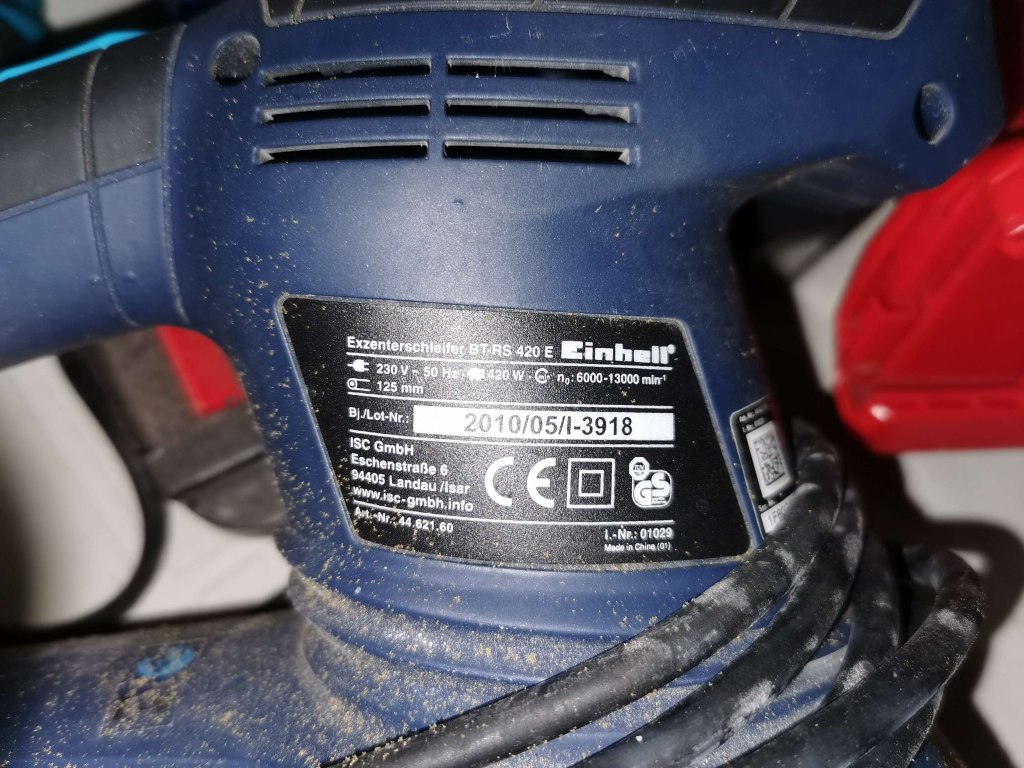 Exzenterschleifer BT-RS 420 E Einhell®
230 V ~ 50 Hz · 420 W · n₀: 6000-13000 min⁻¹
125 mm
Bj./Lot-Nr.: 2010/05/I-3918
ISC GmbH
Eschenstraße 6
94405 Landau /Isar
www.isc-gmbh.info
CE
GS
Art.-Nr.: 44.621.60
I.-Nr.: 01029
Made in China (01)